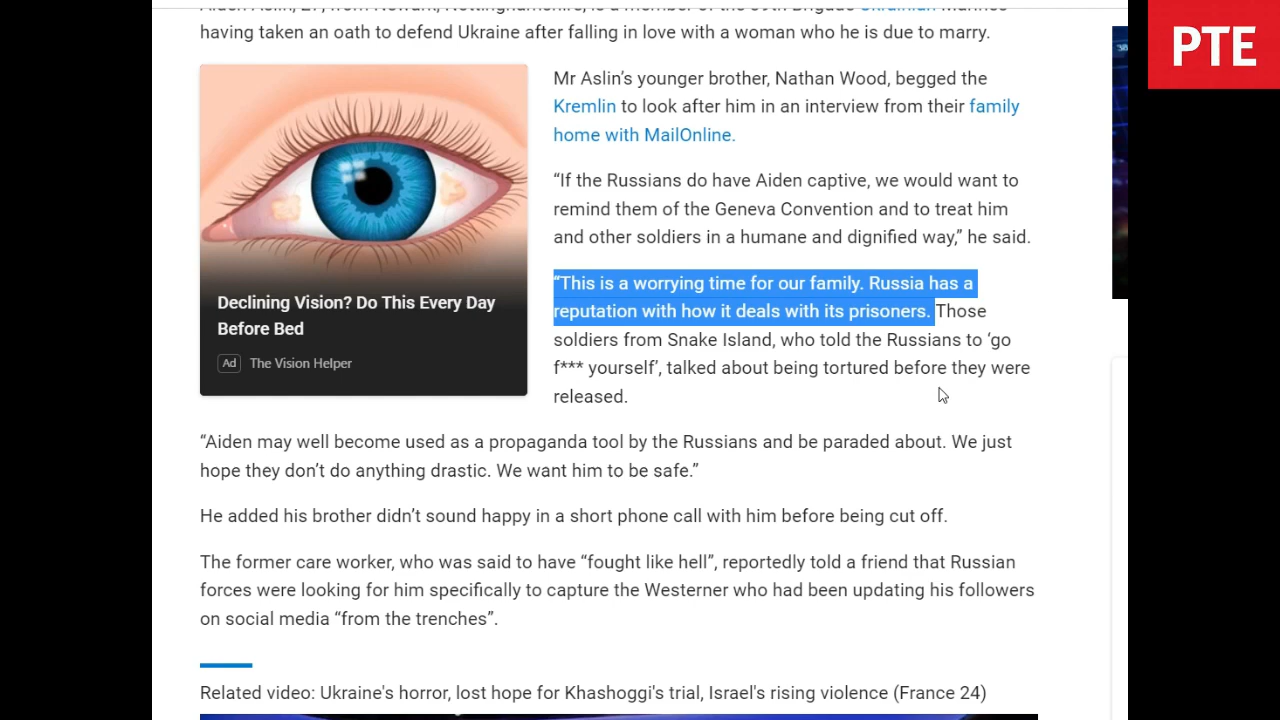 PTE
Ukrainian
having taken an oath to defend Ukraine after falling in love with a woman who he is due to marry.
Mr Aslin’s younger brother, Nathan Wood, begged the
Kremlin to look after him in an interview from their family
home with MailOnline.
“If the Russians do have Aiden captive, we would want to
remind them of the Geneva Convention and to treat him
and other soldiers in a humane and dignified way,” he said.
“This is a worrying time for our family. Russia has a
reputation with how it deals with its prisoners. Those
soldiers from Snake Island, who told the Russians to ‘go
f*** yourself’, talked about being tortured before they were
released.
Declining Vision? Do This Every Day
Before Bed
Ad The Vision Helper
“Aiden may well become used as a propaganda tool by the Russians and be paraded about. We just
hope they don’t do anything drastic. We want him to be safe.”
He added his brother didn’t sound happy in a short phone call with him before being cut off.
The former care worker, who was said to have “fought like hell”, reportedly told a friend that Russian
forces were looking for him specifically to capture the Westerner who had been updating his followers
on social media “from the trenches”.
Related video: Ukraine's horror, lost hope for Khashoggi's trial, Israel's rising violence (France 24)